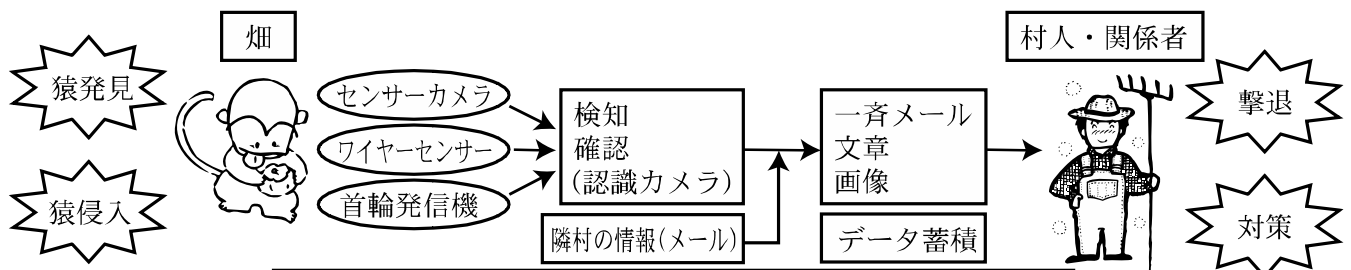 畑
村人・関係者
猿発見
猿侵入
センサーカメラ
ワイヤーセンサー
首輪発信機
検知
確認
(認識カメラ)
隣村の情報(メール)
一斉メール
文章
画像
データ蓄積
撃退
対策